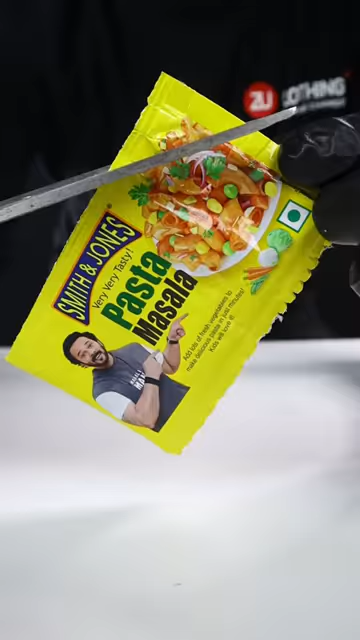 SMITH & JONES
Very Very Tasty!
Pasta
Masala
Add lots of fresh vegetables to
make delicious pasta in just minutes!
Kids will love it!
ZU